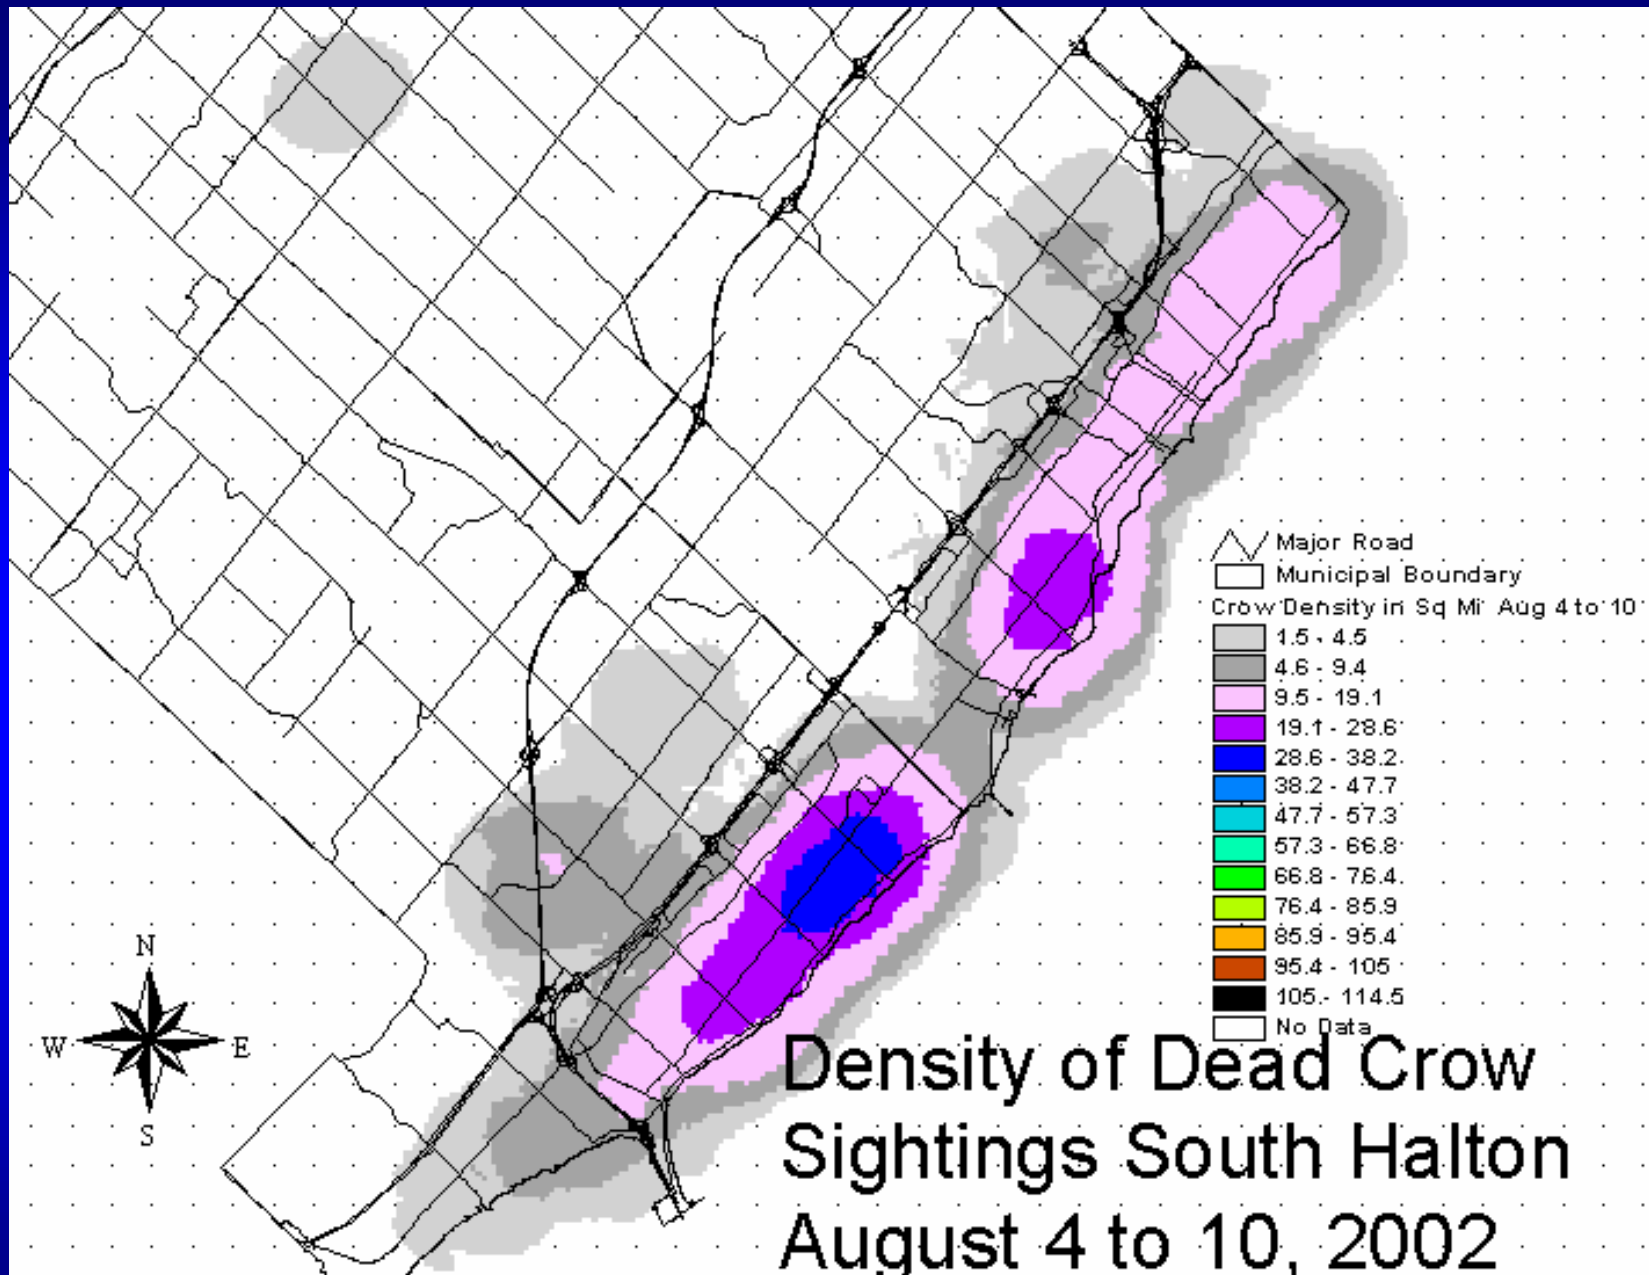 Major Road
Municipal Boundary
Crow Density in Sq Mi Aug 4 to 10
1.5 - 4.5
4.6 - 9.4
9.5 - 19.1
19.1 - 28.6
28.6 - 38.2
38.2 - 47.7
47.7 - 57.3
57.3 - 66.8
66.8 - 76.4
76.4 - 85.9
85.9 - 95.4
95.4 - 105
105 - 114.5
No Data
N
W E
S
Density of Dead Crow
Sightings South Halton
August 4 to 10, 2002